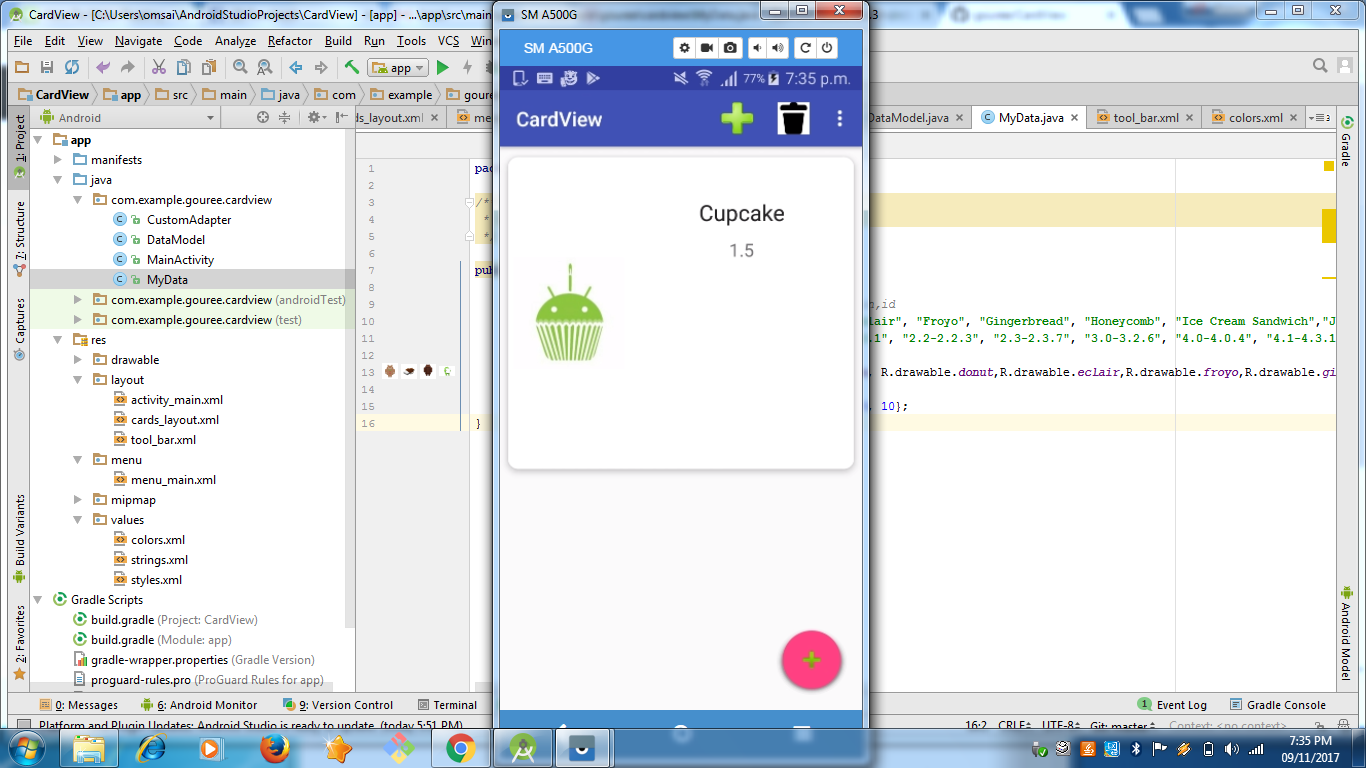 CardView - [C:\Users\omsai\AndroidStudioProjects\CardView] - [app] - ...\app\src\main
File Edit View Navigate Code Analyze Refactor Build Run Tools VCS Win
app
CardView app src main java com example gour
Android
ds_layout.xml
me
DataModel.java
MyData.java
tool_bar.xml
colors.xml
3
1: Project
7: Structure
Captures
Build Variants
2: Favorites
Gradle
Android Model
app
manifests
java
com.example.gouree.cardview
CustomAdapter
DataModel
MainActivity
MyData
com.example.gouree.cardview (androidTest)
com.example.gouree.cardview (test)
res
drawable
layout
activity_main.xml
cards_layout.xml
tool_bar.xml
menu
menu_main.xml
mipmap
values
colors.xml
strings.xml
styles.xml
Gradle Scripts
build.gradle (Project: CardView)
build.gradle (Module: app)
gradle-wrapper.properties (Gradle Version)
proguard-rules.pro (ProGuard Rules for app)
1 pac
2
3 /*
4 *
5 *
6
7 pub
8
9 ,id
10 lair", "Froyo", "Gingerbread", "Honeycomb", "Ice Cream Sandwich","J
11 .1", "2.2-2.2.3", "2.3-2.3.7", "3.0-3.2.6", "4.0-4.0.4", "4.1-4.3.1
12
13 , R.drawable.donut,R.drawable.eclair,R.drawable.froyo,R.drawable.gi
14
15 , 10};
16 }
SM A500G
SM A500G
77% 7:35 p.m.
CardView
Cupcake
1.5
0: Messages
6: Android Monitor
9: Version Control
Terminal
1 Event Log
Gradle Console
Platform and Plugin Updates: Android Studio is ready to update. (today 5:51 PM)
16:2 CRLF UTF-8 Git: master Context: <no context>
7:35 PM
09/11/2017